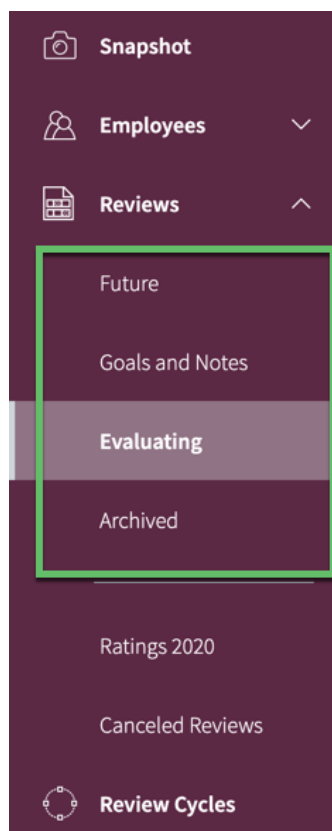 Snapshot
Employees
Reviews
Future
Goals and Notes
Evaluating
Archived
Ratings 2020
Canceled Reviews
Review Cycles